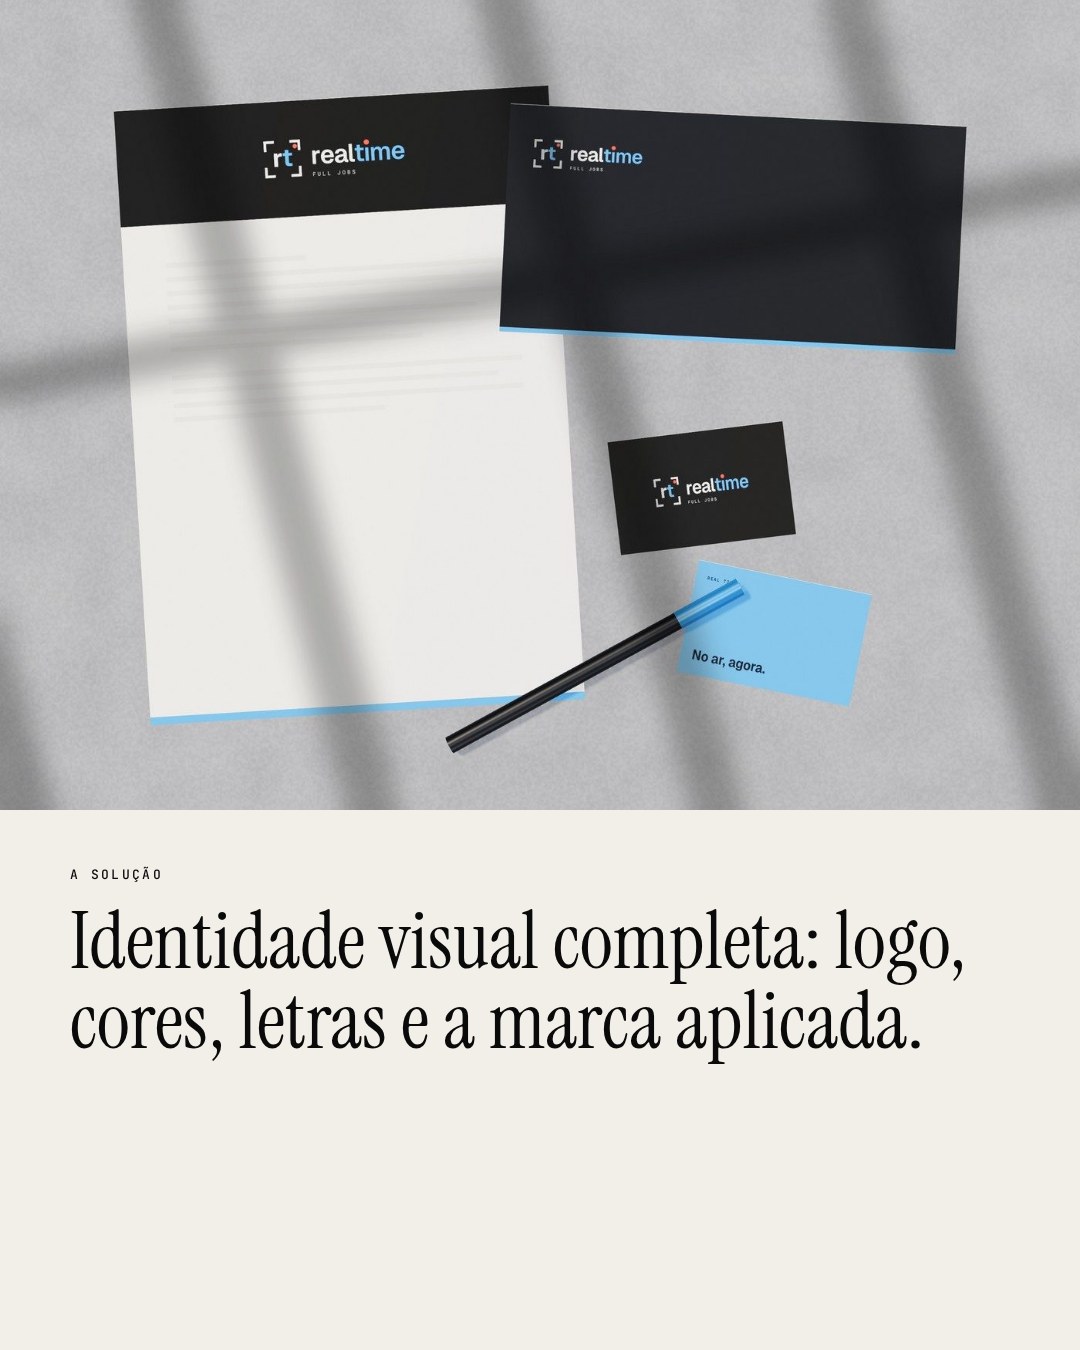 rt realtime
FULL JOBS
rt realtime
FULL JOBS
rt realtime
FULL JOBS
No ar, agora.
A SOLUÇÃO
Identidade visual completa: logo,
cores, letras e a marca aplicada.